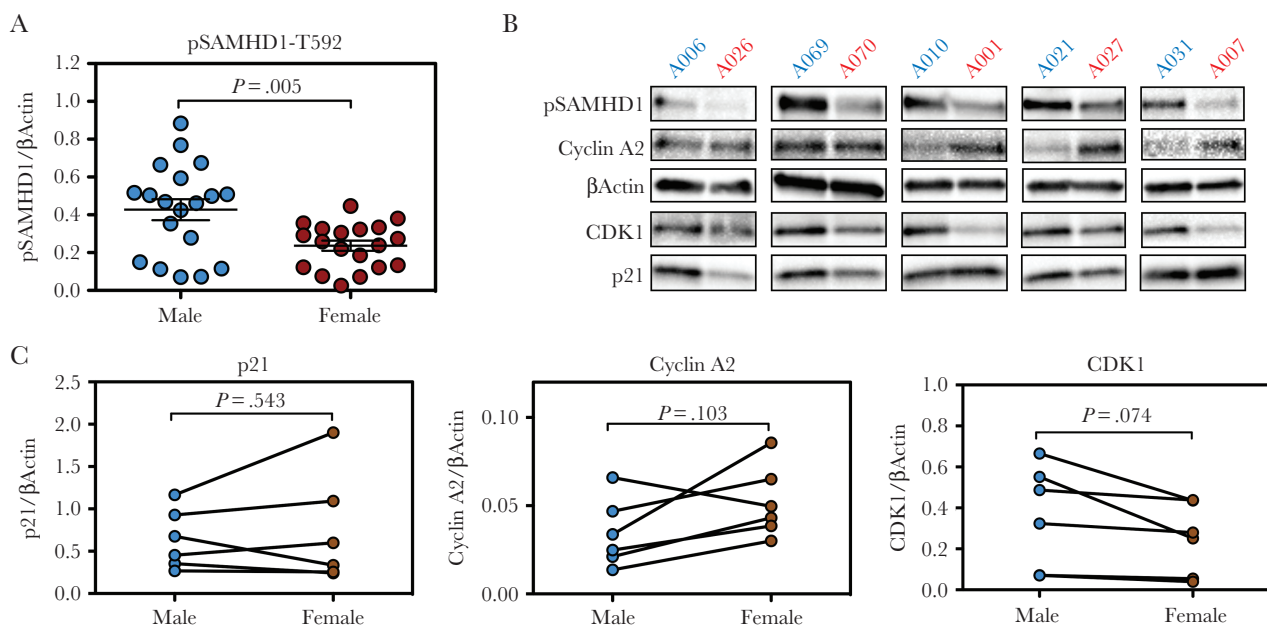 A
pSAMHD1-T592
P = .005
pSAMHD1/βActin
1.2
1.0
0.8
0.6
0.4
0.2
0.0
Male Female
B
A006 A026 A069 A070 A010 A001 A021 A027 A031 A007
pSAMHD1
Cyclin A2
βActin
CDK1
p21
C
p21
P = .543
p21/βActin
2.5
2.0
1.5
1.0
0.5
0.0
Male Female
Cyclin A2
P = .103
Cyclin A2/βActin
0.10
0.05
0.00
Male Female
CDK1
P = .074
CDK1/βActin
1.0
0.8
0.6
0.4
0.2
0.0
Male Female